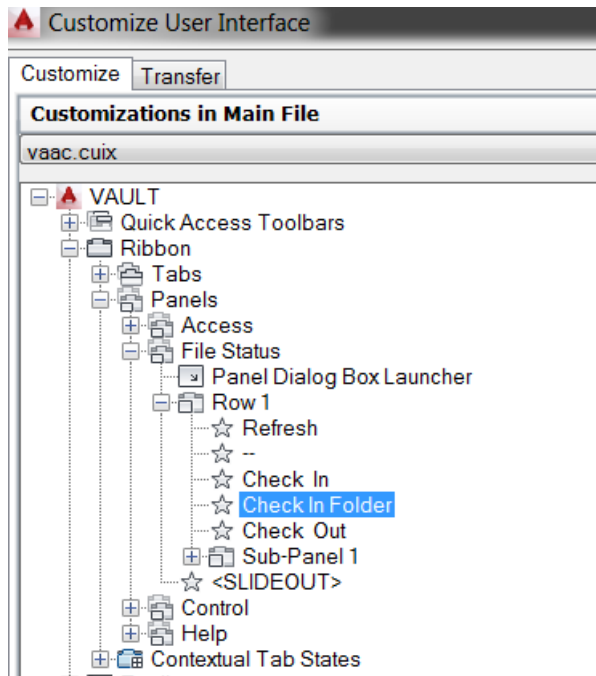 Customize User Interface
Customize Transfer
Customizations in Main File
vaac.cuix
VAULT
Quick Access Toolbars
Ribbon
Tabs
Panels
Access
File Status
Panel Dialog Box Launcher
Row 1
Refresh
--
Check In
Check In Folder
Check Out
Sub-Panel 1
<SLIDEOUT>
Control
Help
Contextual Tab States